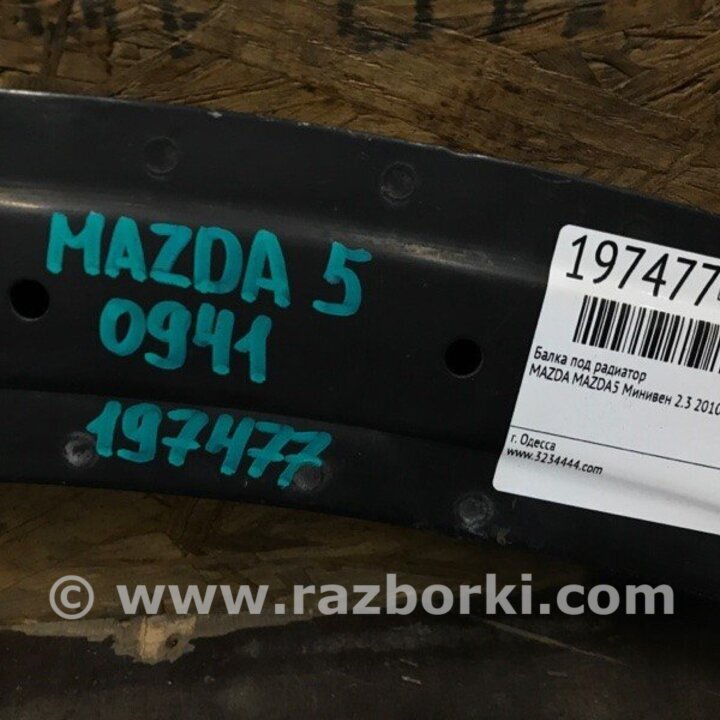 MAZDA 5
0941
197477
197477
Балка под радиатор
MAZDA MAZDA5 Минивен 2.3 2010
г. Одесса
www.3234444.com
© www.razborki.com